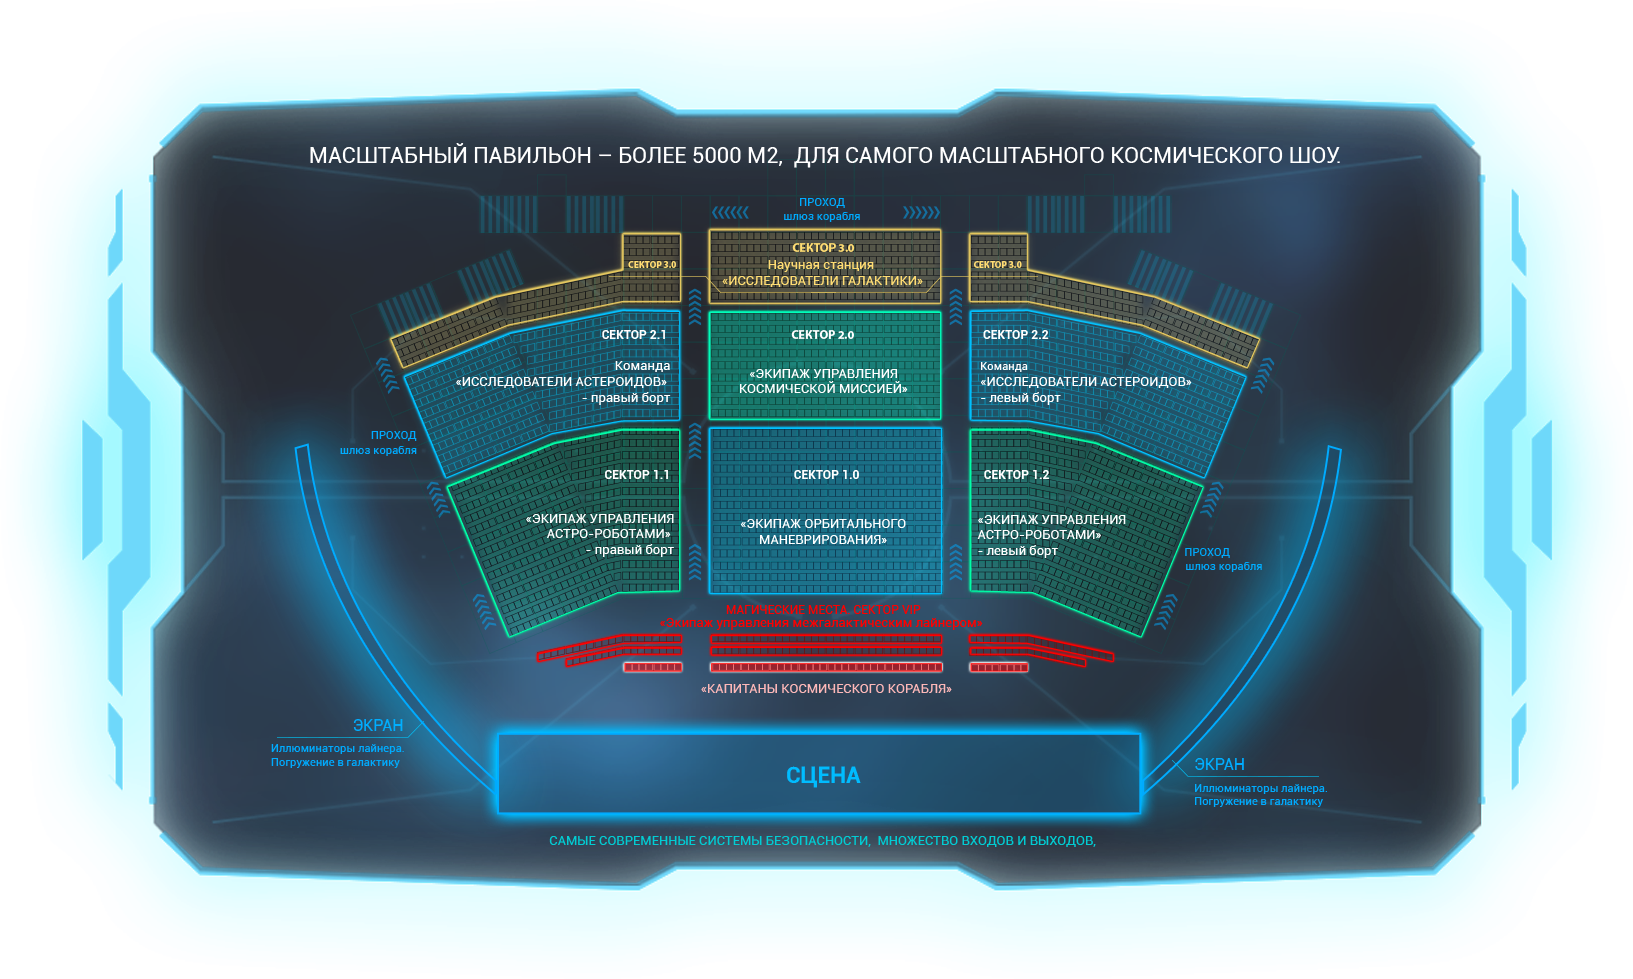 МАСШТАБНЫЙ ПАВИЛЬОН – БОЛЕЕ 5000 М2, ДЛЯ САМОГО МАСШТАБНОГО КОСМИЧЕСКОГО ШОУ.
ПРОХОД
шлюз корабля
СЕКТОР 3.0
СЕКТОР 3.0
Научная станция
«ИССЛЕДОВАТЕЛИ ГАЛАКТИКИ»
СЕКТОР 3.0
СЕКТОР 2.1
Команда
«ИССЛЕДОВАТЕЛИ АСТЕРОИДОВ»
- правый борт
СЕКТОР 2.0
«ЭКИПАЖ УПРАВЛЕНИЯ
КОСМИЧЕСКОЙ МИССИЕЙ»
СЕКТОР 2.2
Команда
«ИССЛЕДОВАТЕЛИ АСТЕРОИДОВ»
- левый борт
ПРОХОД
шлюз корабля
СЕКТОР 1.1
«ЭКИПАЖ УПРАВЛЕНИЯ
АСТРО-РОБОТАМИ»
- правый борт
СЕКТОР 1.0
«ЭКИПАЖ ОРБИТАЛЬНОГО
МАНЕВРИРОВАНИЯ»
СЕКТОР 1.2
«ЭКИПАЖ УПРАВЛЕНИЯ
АСТРО-РОБОТАМИ»
- левый борт
ПРОХОД
шлюз корабля
МАГИЧЕСКИЕ МЕСТА, СЕКТОР VIP
«Экипаж управления межгалактическим лайнером»
«КАПИТАНЫ КОСМИЧЕСКОГО КОРАБЛЯ»
ЭКРАН
Иллюминаторы лайнера.
Погружение в галактику
СЦЕНА
ЭКРАН
Иллюминаторы лайнера.
Погружение в галактику
САМЫЕ СОВРЕМЕННЫЕ СИСТЕМЫ БЕЗОПАСНОСТИ, МНОЖЕСТВО ВХОДОВ И ВЫХОДОВ,